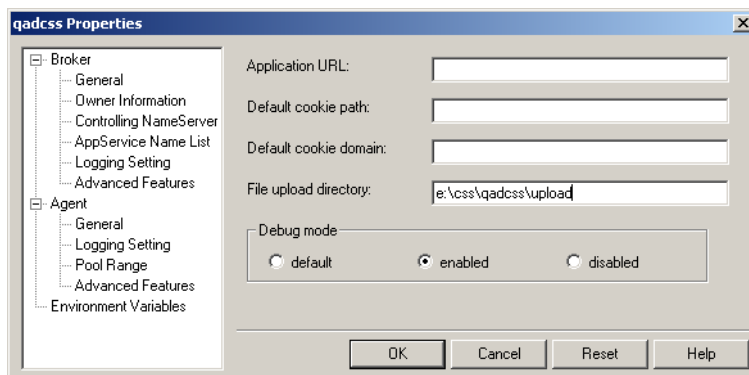 qadcss Properties
Broker
General
Owner Information
Controlling NameServer
AppService Name List
Logging Setting
Advanced Features
Agent
General
Logging Setting
Pool Range
Advanced Features
Environment Variables
Application URL:
Default cookie path:
Default cookie domain:
File upload directory: e:\css\qadcss\upload
Debug mode
default enabled disabled
OK Cancel Reset Help